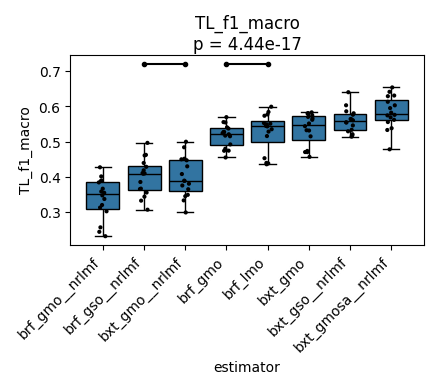 TL_f1_macro
p = 4.44e-17
TL_f1_macro
0.7
0.6
0.5
0.4
0.3
brf_gmo__nrlmf
brf_gso__nrlmf
bxt_gmo__nrlmf
brf_gmo
brf_lmo
bxt_gmo
bxt_gso__nrlmf
bxt_gmosa__nrlmf
estimator